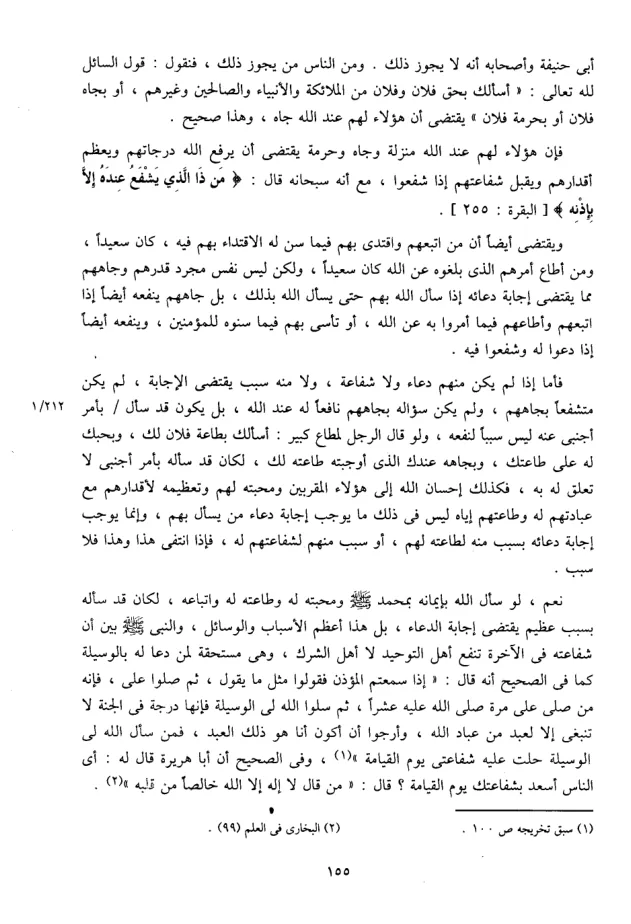 أبى حنيفة وأصحابه أنه لا يجوز ذلك . ومن الناس من يجوز ذلك ، فنقول : قول السائل
لله تعالى : « أسألك بحق فلان وفلان من الملائكة والأنبياء والصالحين وغيرهم ، أو بجاه
فلان أو بحرمة فلان » يقتضى أن هؤلاء لهم عند الله جاه ، وهذا صحيح .
فإن هؤلاء لهم عند الله منزلة وجاه وحرمة يقتضى أن يرفع الله درجاتهم ويعظم
أقدارهم ويقبل شفاعتهم إذا شفعوا ، مع أنه سبحانه قال : ﴿ مَن ذَا الَّذِي يَشْفَعُ عِندَهُ إِلاَّ
بِإِذْنِه ﴾ [ البقرة : ٢٥٥ ] .
ويقتضى أيضاً أن من اتبعهم واقتدى بهم فيما سن له الاقتداء بهم فيه ، كان سعيداً ،
ومن أطاع أمرهم الذى بلغوه عن الله كان سعيداً ، ولكن ليس نفس مجرد قدرهم وجاههم
مما يقتضى إجابة دعائه إذا سأل الله بهم حتى يسأل الله بذلك ، بل جاههم ينفعه أيضاً إذا
اتبعهم وأطاعهم فيما أمروا به عن الله ، أو تأسى بهم فيما سنوه للمؤمنين ، وينفعه أيضاً
إذا دعوا له وشفعوا فيه .
فأما إذا لم يكن منهم دعاء ولا شفاعة ، ولا منه سبب يقتضى الإجابة ، لم يكن
متشفعاً بجاههم ، ولم يكن سؤاله بجاههم نافعاً له عند الله ، بل يكون قد سأل / بأمر ١/٢١٢
أجنبى عنه ليس سبباً لنفعه ، ولو قال الرجل لمطاع كبير : أسألك بطاعة فلان لك ، وبحبك
له على طاعتك ، وبجاهه عندك الذى أوجبته طاعته لك ، لكان قد سأله بأمر أجنبى لا
تعلق له به ، فكذلك إحسان الله إلى هؤلاء المقربين ومحبته لهم وتعظيمه لأقدارهم مع
عبادتهم له وطاعتهم إياه ليس فى ذلك ما يوجب إجابة دعاء من يسأل بهم ، وإنما يوجب
إجابة دعائه بسبب منه لطاعته لهم ، أو سبب منهم لشفاعتهم له ، فإذا انتفى هذا وهذا فلا
سبب .
نعم ، لو سأل الله بإيمانه بمحمد ﷺ ومحبته له وطاعته له واتباعه ، لكان قد سأله
بسبب عظيم يقتضى إجابة الدعاء ، بل هذا أعظم الأسباب والوسائل ، والنبى ﷺ بين أن
شفاعته فى الآخرة تنفع أهل التوحيد لا أهل الشرك ، وهى مستحقة لمن دعا له بالوسيلة
كما فى الصحيح أنه قال : « إذا سمعتم المؤذن فقولوا مثل ما يقول ، ثم صلوا على ، فإنه
من صلى على مرة صلى الله عليه عشراً ، ثم سلوا الله لى الوسيلة فإنها درجة فى الجنة لا
تنبغى إلا لعبد من عباد الله ، وأرجوا أن أكون أنا هو ذلك العبد ، فمن سأل الله لى
الوسيلة حلت عليه شفاعتى يوم القيامة »(١) ، وفى الصحيح أن أبا هريرة قال له : أى
الناس أسعد بشفاعتك يوم القيامة ؟ قال : « من قال لا إله إلا الله خالصاً من قلبه »(٢) .
(١) سبق تخريجه ص ١٠٠ . (٢) البخارى فى العلم (٩٩) .
١٥٥